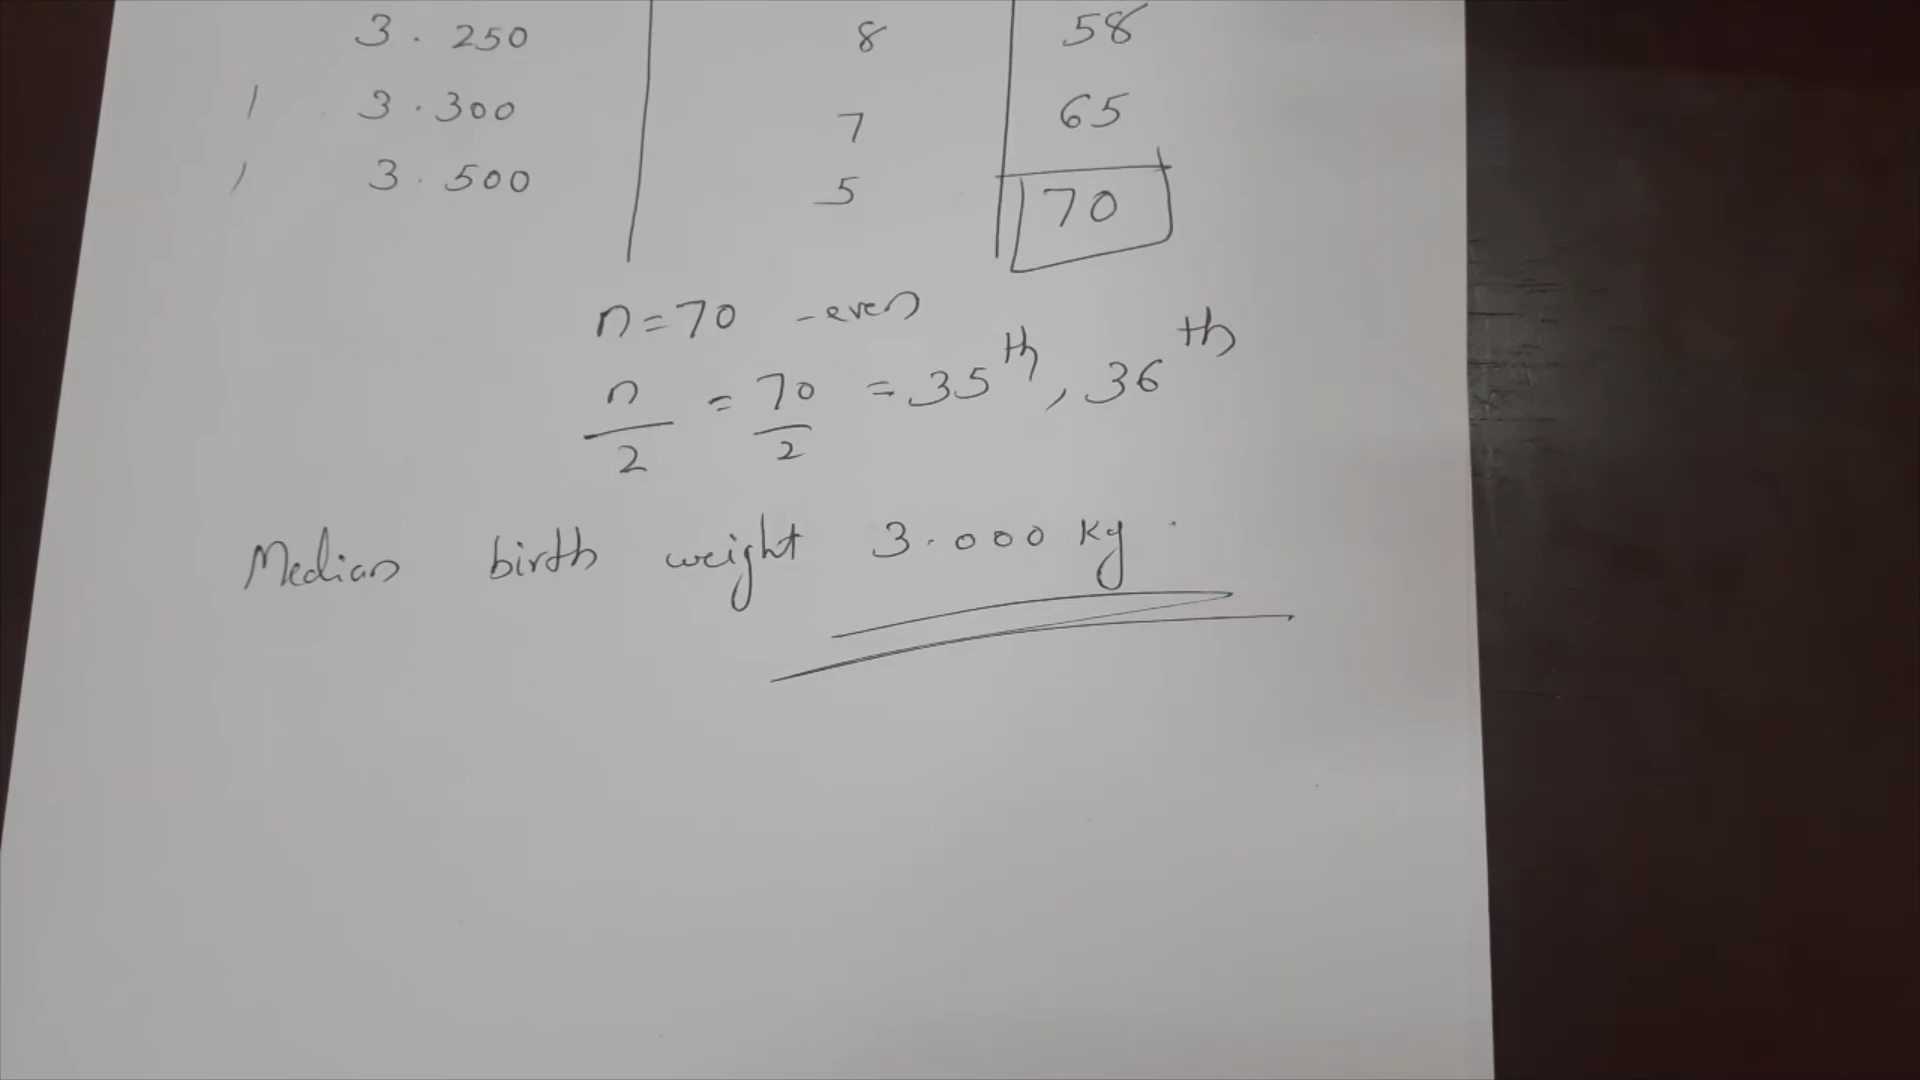 3.250 8 58
3.300 7 65
3.500 5 70
n=70 -even
n/2 = 70/2 = 35th, 36th
Median birth weight 3.000 kg.